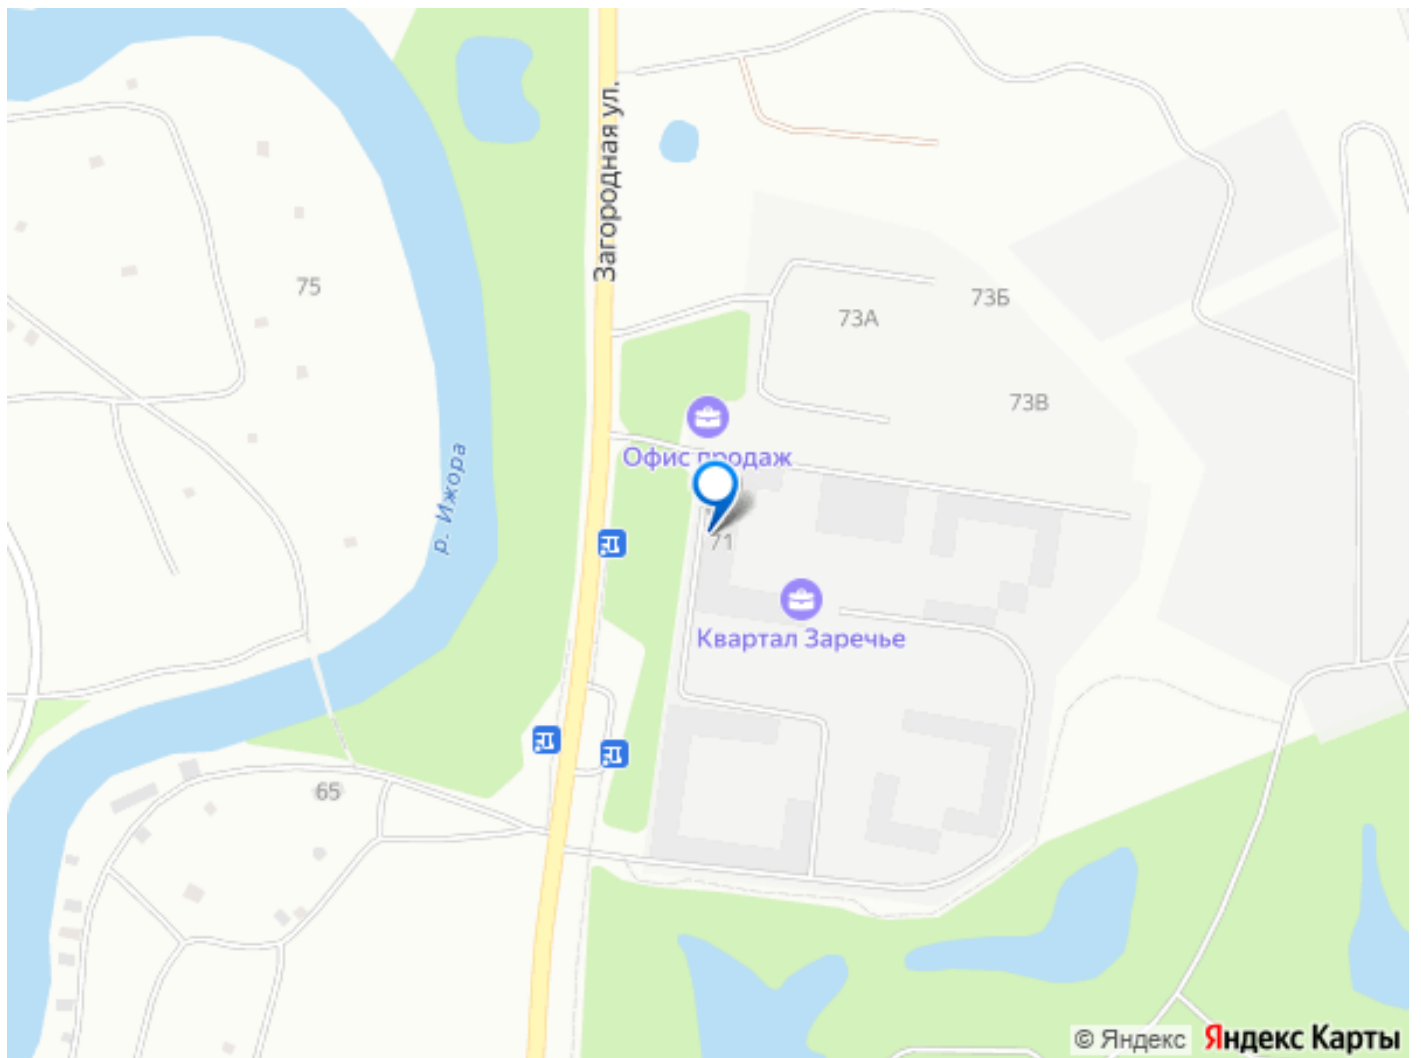 Загородная ул.
75
73Б
73А
73В
Офис продаж
р. Ижора
71
Квартал Заречье
65
© Яндекс Яндекс Карты